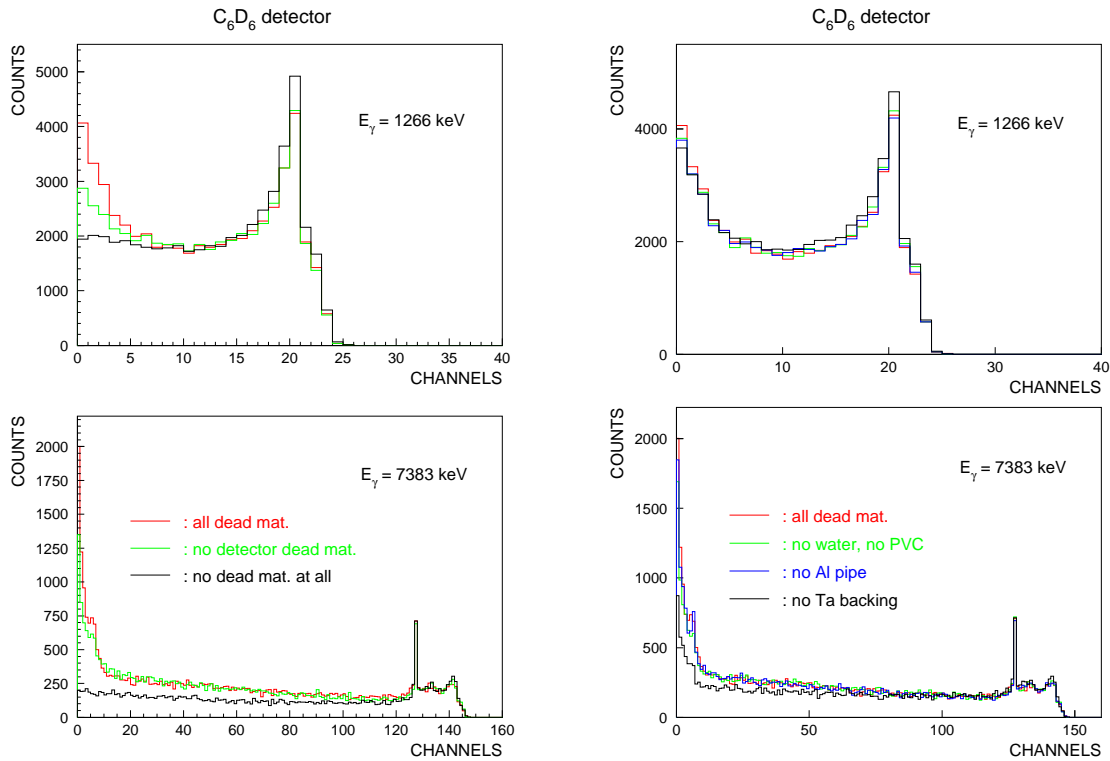 C₆D₆ detector
COUNTS
E_γ = 1266 keV
5000
4000
3000
2000
1000
0
0 5 10 15 20 25 30 35 40
CHANNELS
C₆D₆ detector
COUNTS
E_γ = 1266 keV
4000
2000
0
0 10 20 30 40
CHANNELS
COUNTS
E_γ = 7383 keV
2000
1750
1500
1250
1000
750
500
250
0
: all dead mat.
: no detector dead mat.
: no dead mat. at all
0 20 40 60 80 100 120 140 160
CHANNELS
COUNTS
E_γ = 7383 keV
2000
1500
1000
500
0
: all dead mat.
: no water, no PVC
: no Al pipe
: no Ta backing
0 50 100 150
CHANNELS